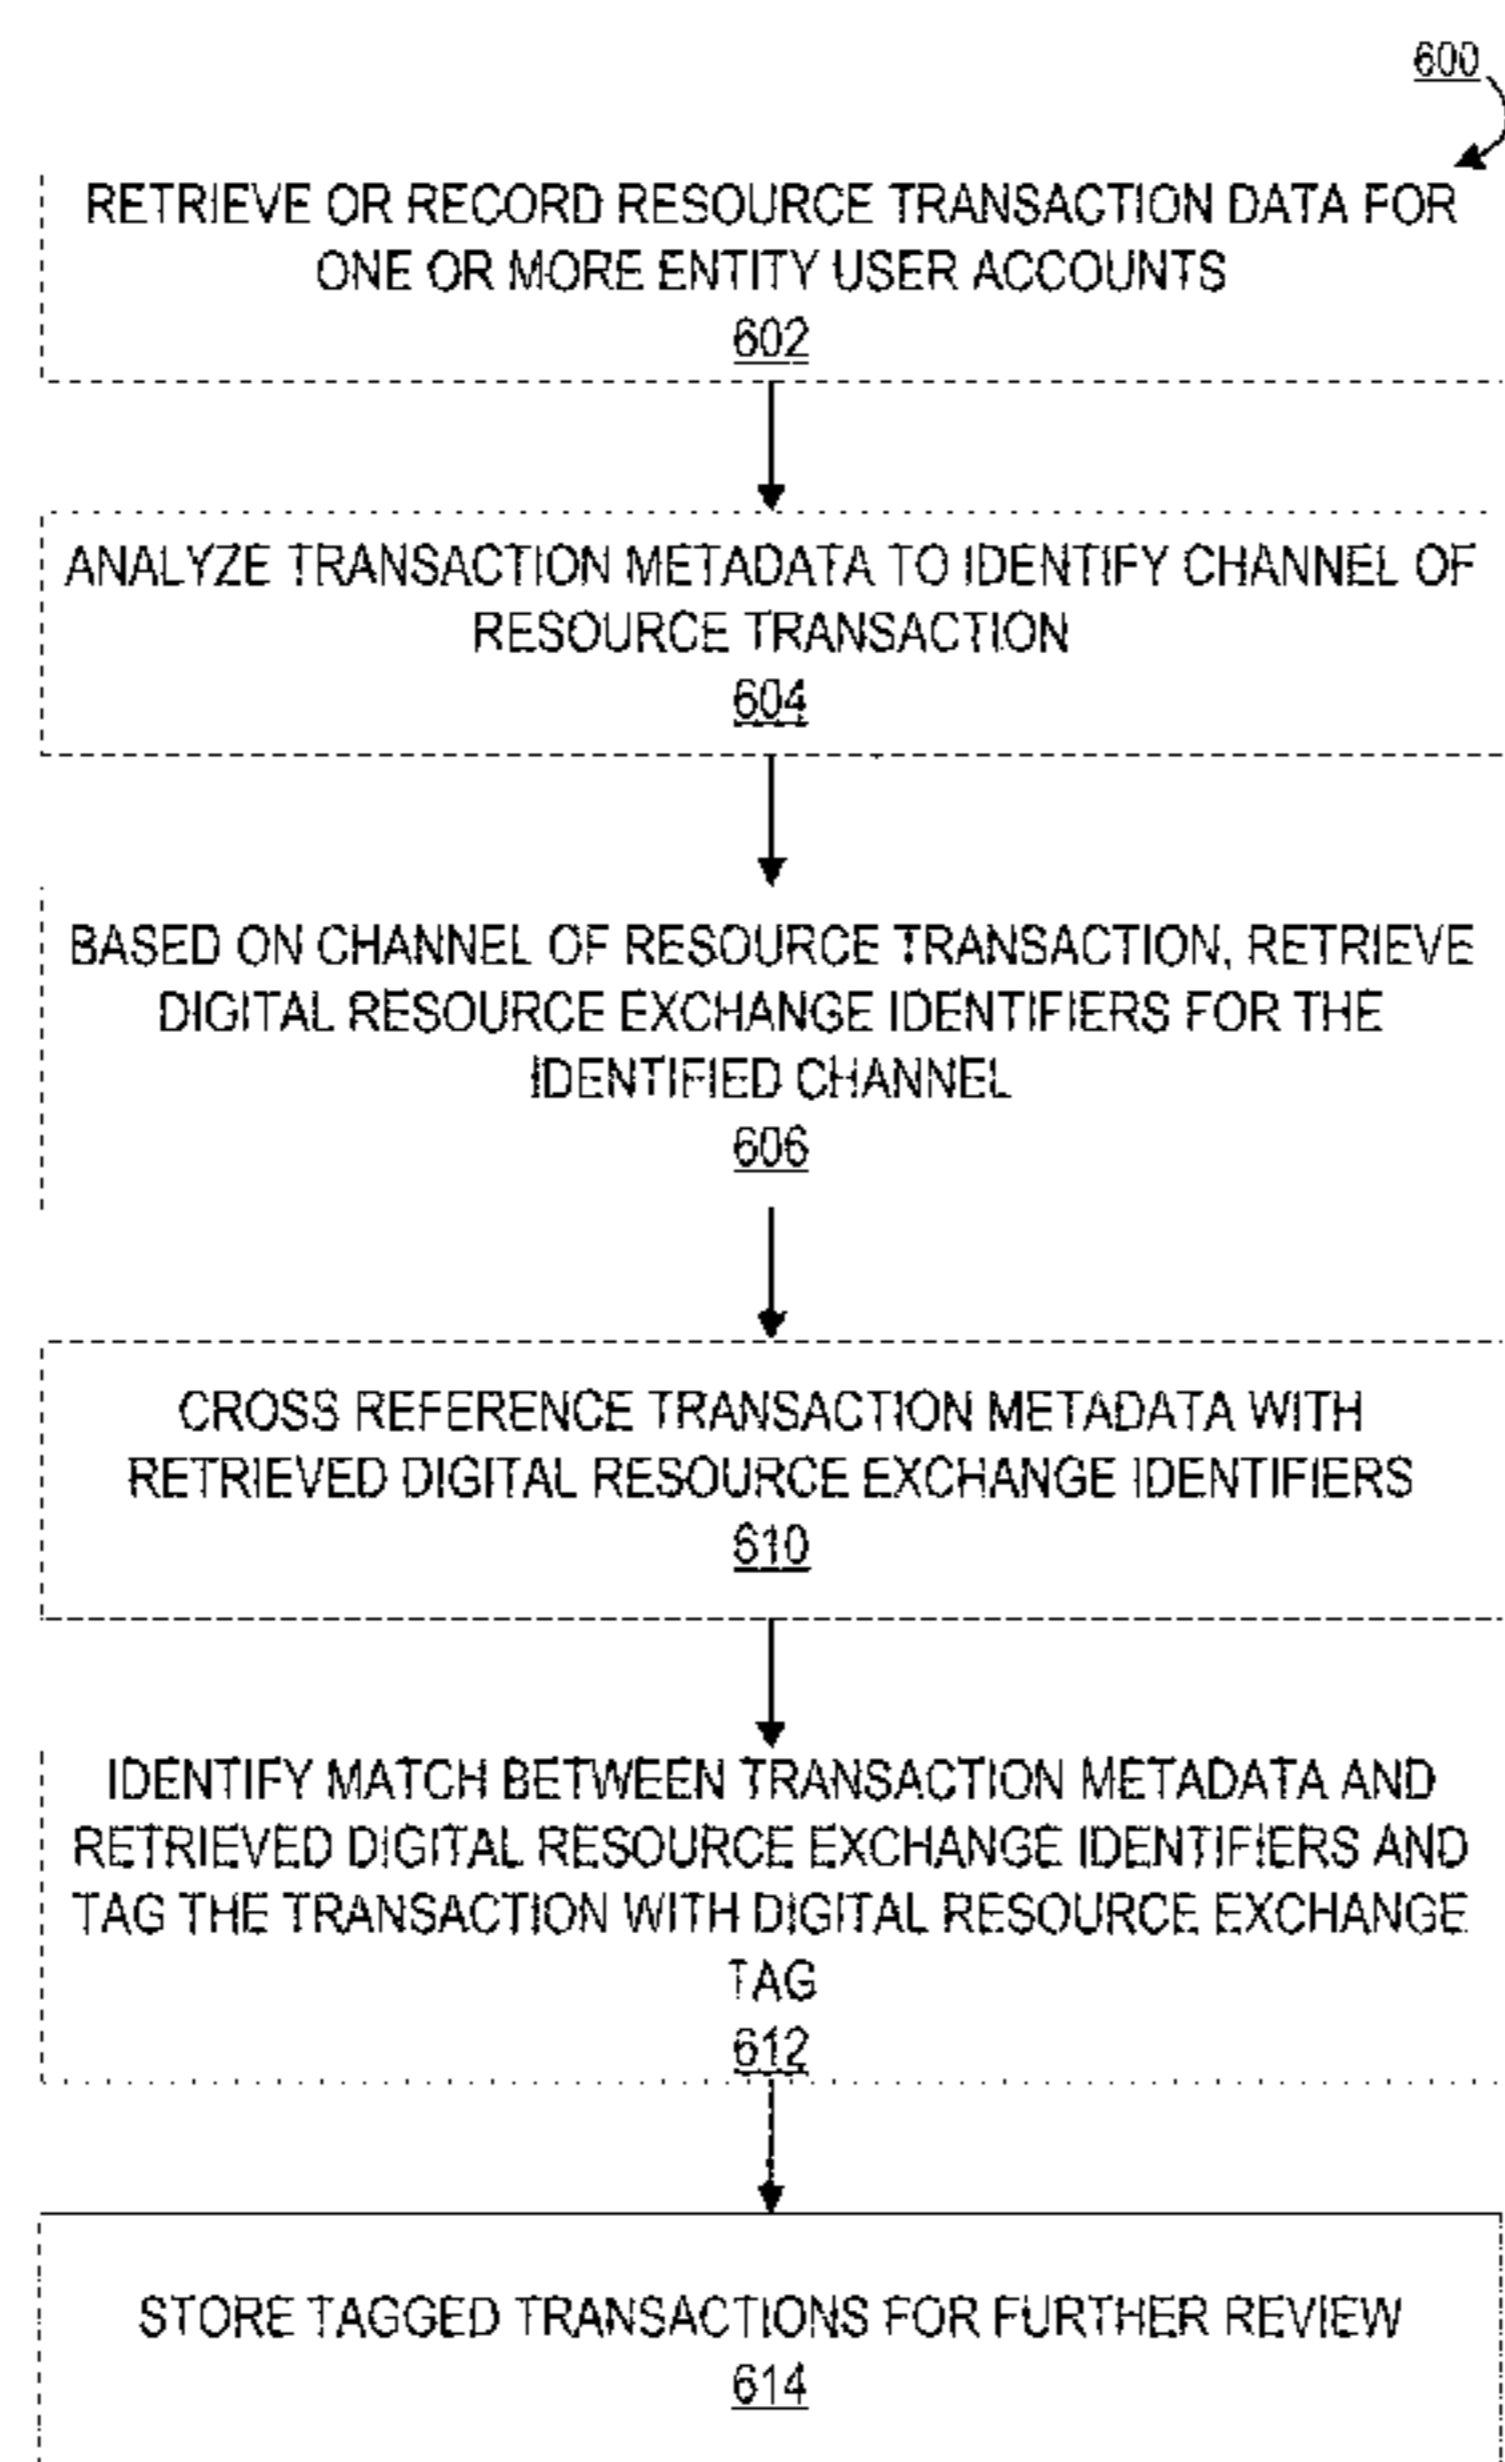 600
RETRIEVE OR RECORD RESOURCE TRANSACTION DATA FOR
ONE OR MORE ENTITY USER ACCOUNTS
602
ANALYZE TRANSACTION METADATA TO IDENTIFY CHANNEL OF
RESOURCE TRANSACTION
604
BASED ON CHANNEL OF RESOURCE TRANSACTION, RETRIEVE
DIGITAL RESOURCE EXCHANGE IDENTIFIERS FOR THE
IDENTIFIED CHANNEL
606
CROSS REFERENCE TRANSACTION METADATA WITH
RETRIEVED DIGITAL RESOURCE EXCHANGE IDENTIFIERS
610
IDENTIFY MATCH BETWEEN TRANSACTION METADATA AND
RETRIEVED DIGITAL RESOURCE EXCHANGE IDENTIFIERS AND
TAG THE TRANSACTION WITH DIGITAL RESOURCE EXCHANGE
TAG
612
STORE TAGGED TRANSACTIONS FOR FURTHER REVIEW
614